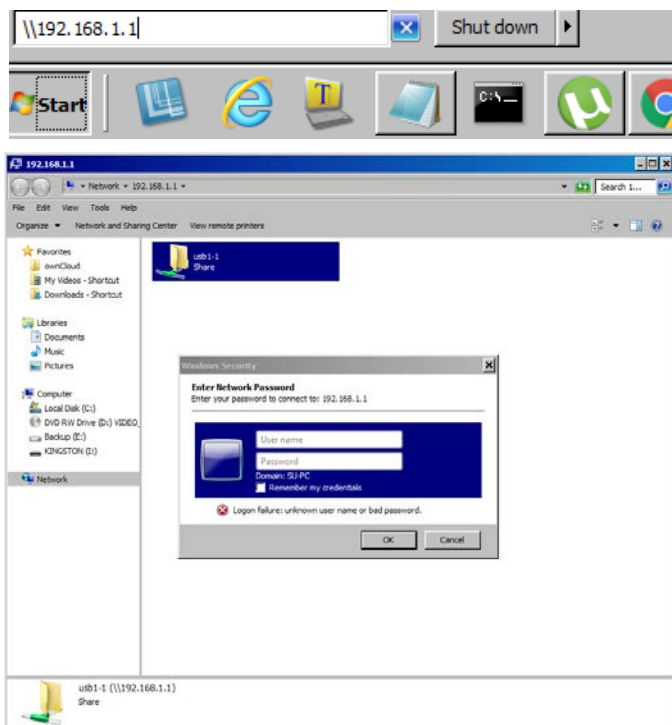 \\192.168.1.1
Shut down
Start
T
C:\
µ
192.168.1.1
Network 192.168.1.1
Search 1...
File Edit View Tools Help
Organize Network and Sharing Center View remote printers
Favorites
ownCloud
My Videos - Shortcut
Downloads - Shortcut
Libraries
Documents
Music
Pictures
Computer
Local Disk (C:)
DVD RW Drive (D:) VIDEO_
Backup (E:)
KINGSTON (I:)
Network
usb1-1
Share
Windows Security
Enter Network Password
Enter your password to connect to: 192.168.1.1
User name
Password
Domain: SU-PC
Remember my credentials
Logon failure: unknown user name or bad password.
OK Cancel
usb1-1 (\\192.168.1.1)
Share